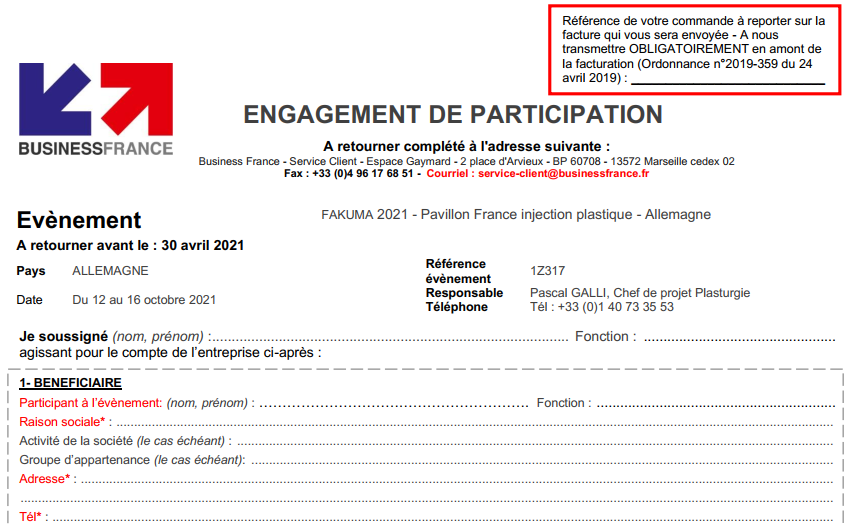 Référence de votre commande à reporter sur la
facture qui vous sera envoyée - A nous
transmettre OBLIGATOIREMENT en amont de
la facturation (Ordonnance n°2019-359 du 24
avril 2019) : ____________________________
BUSINESSFRANCE
ENGAGEMENT DE PARTICIPATION
A retourner complété à l'adresse suivante :
Business France - Service Client - Espace Gaymard - 2 place d'Arvieux - BP 60708 - 13572 Marseille cedex 02
Fax : +33 (0)4 96 17 68 51 - Courriel : service-client@businessfrance.fr
Evènement FAKUMA 2021 - Pavillon France injection plastique - Allemagne
A retourner avant le : 30 avril 2021
Pays ALLEMAGNE
Référence
évènement 1Z317
Date Du 12 au 16 octobre 2021
Responsable Pascal GALLI, Chef de projet Plasturgie
Téléphone Tél : +33 (0)1 40 73 35 53
Je soussigné (nom, prénom) :.................................................. Fonction : ..................................................
agissant pour le compte de l'entreprise ci-après :
1- BENEFICIAIRE
Participant à l'évènement: (nom, prénom) : .................................................. Fonction : ..................................................
Raison sociale* : ..................................................
Activité de la société (le cas échéant) : ..................................................
Groupe d'appartenance (le cas échéant): ..................................................
Adresse* : ..................................................
..................................................
Tél* : ..................................................